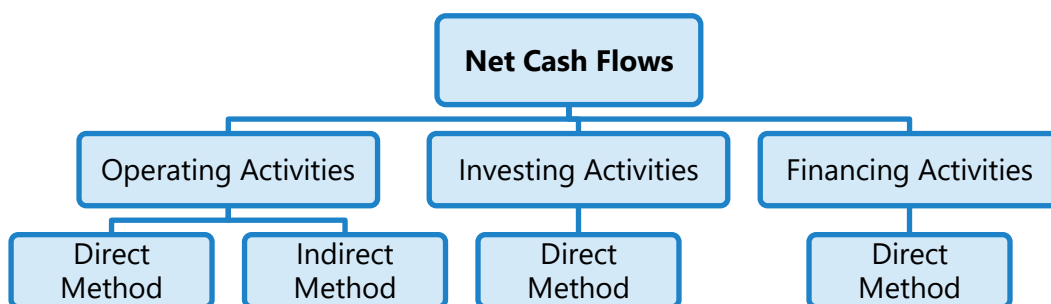 Net Cash Flows
Operating Activities
Investing Activities
Financing Activities
Direct
Method
Indirect
Method
Direct
Method
Direct
Method